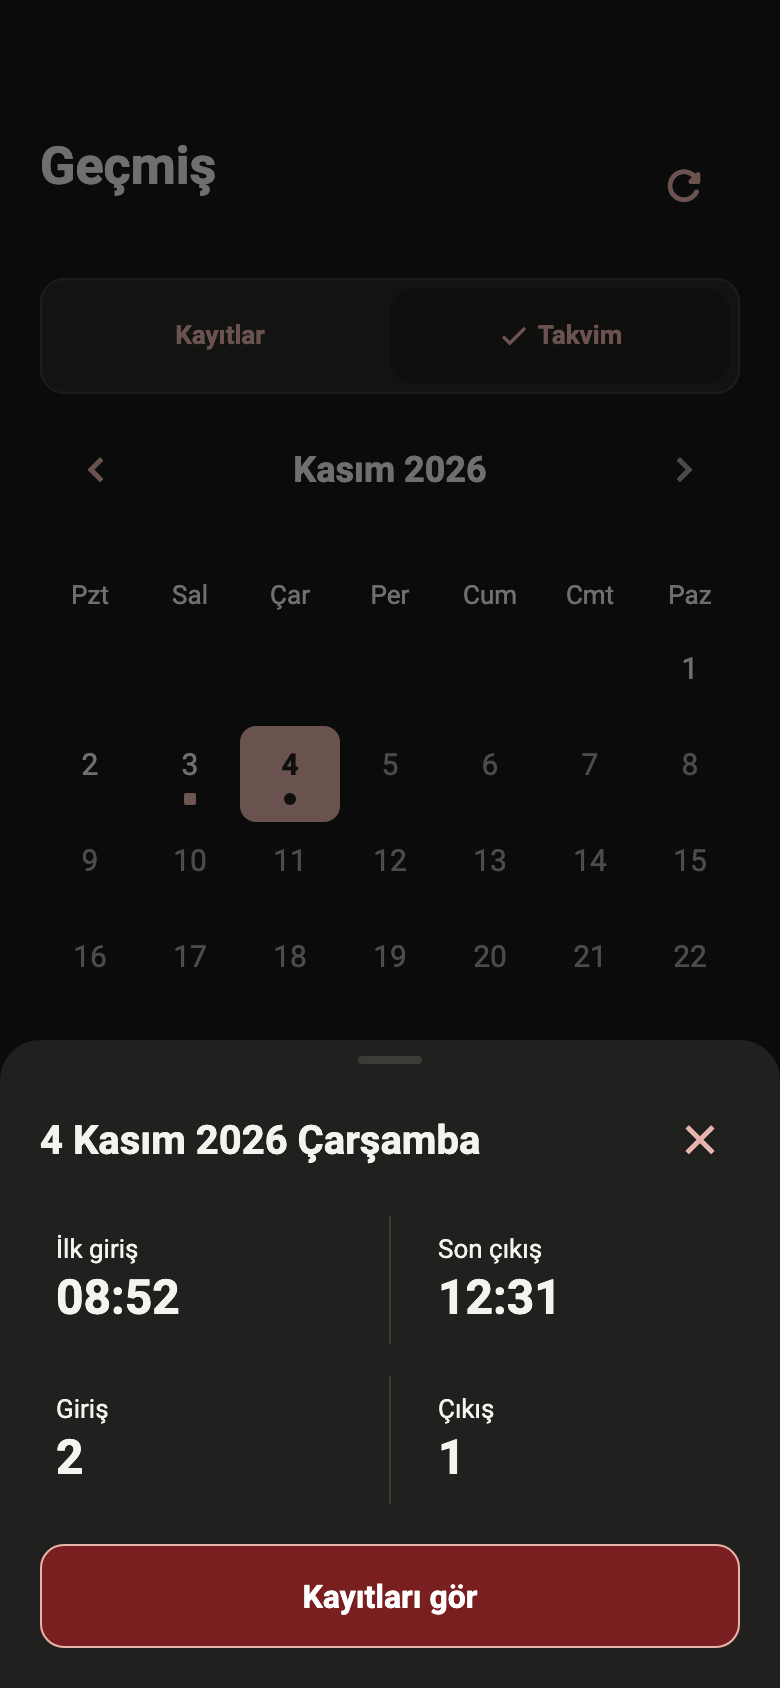 Geçmiş
Kayıtlar
Takvim
Kasım 2026
Pzt Sal Çar Per Cum Cmt Paz
1
2 3 4 5 6 7 8
9 10 11 12 13 14 15
16 17 18 19 20 21 22
4 Kasım 2026 Çarşamba
İlk giriş
08:52
Son çıkış
12:31
Giriş
2
Çıkış
1
Kayıtları gör